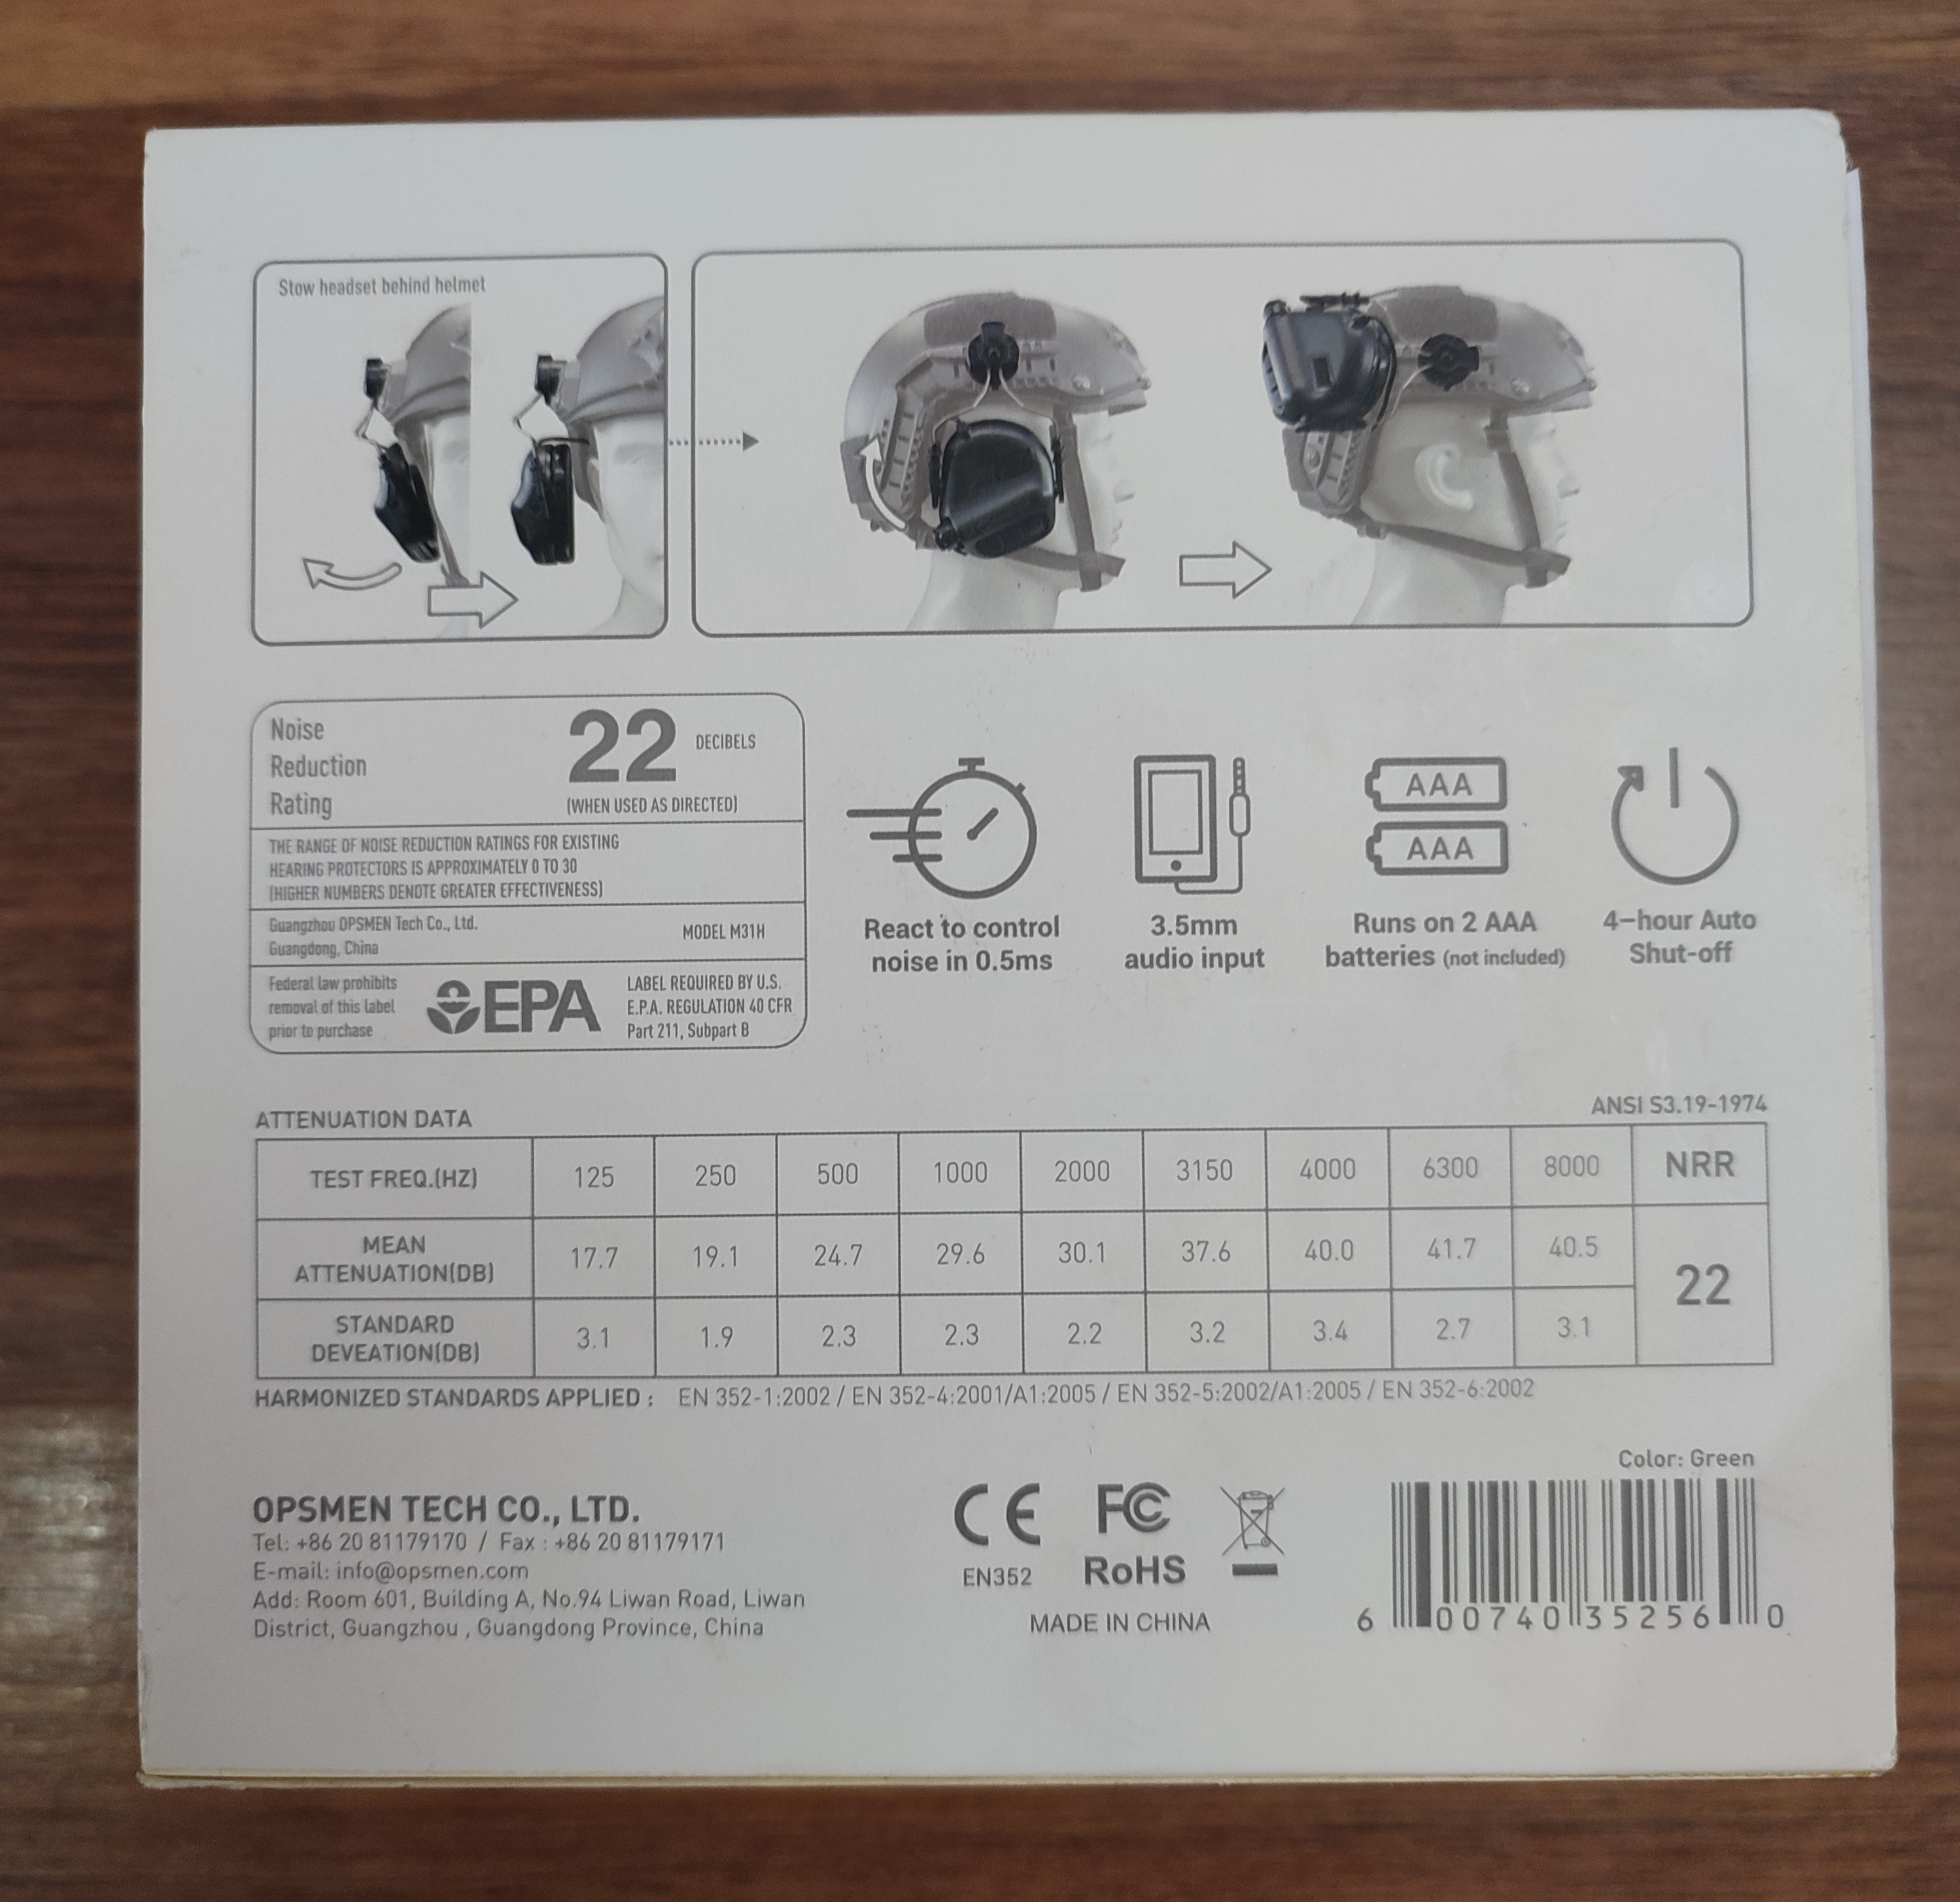 Stow headset behind helmet
Noise
Reduction
Rating
22 DECIBELS
(WHEN USED AS DIRECTED)
THE RANGE OF NOISE REDUCTION RATINGS FOR EXISTING
HEARING PROTECTORS IS APPROXIMATELY 0 TO 30
(HIGHER NUMBERS DENOTE GREATER EFFECTIVENESS)
Guangzhou OPSMEN Tech Co., Ltd.
Guangdong, China
MODEL M31H
Federal law prohibits
removal of this label
prior to purchase
EPA
LABEL REQUIRED BY U.S.
E.P.A. REGULATION 40 CFR
Part 211, Subpart B
React to control
noise in 0.5ms
3.5mm
audio input
AAA
AAA
Runs on 2 AAA
batteries (not included)
4-hour Auto
Shut-off
ATTENUATION DATA
ANSI S3.19-1974
TEST FREQ.(HZ) 125 250 500 1000 2000 3150 4000 6300 8000 NRR
MEAN
ATTENUATION(DB) 17.7 19.1 24.7 29.6 30.1 37.6 40.0 41.7 40.5
22
STANDARD
DEVEATION(DB) 3.1 1.9 2.3 2.3 2.2 3.2 3.4 2.7 3.1
HARMONIZED STANDARDS APPLIED : EN 352-1:2002 / EN 352-4:2001/A1:2005 / EN 352-5:2002/A1:2005 / EN 352-6:2002
OPSMEN TECH CO., LTD.
Tel: +86 20 81179170 / Fax : +86 20 81179171
E-mail: info@opsmen.com
Add: Room 601, Building A, No.94 Liwan Road, Liwan
District, Guangzhou , Guangdong Province, China
CE
EN352
FC
RoHS
MADE IN CHINA
Color: Green
6 00740 35256 0